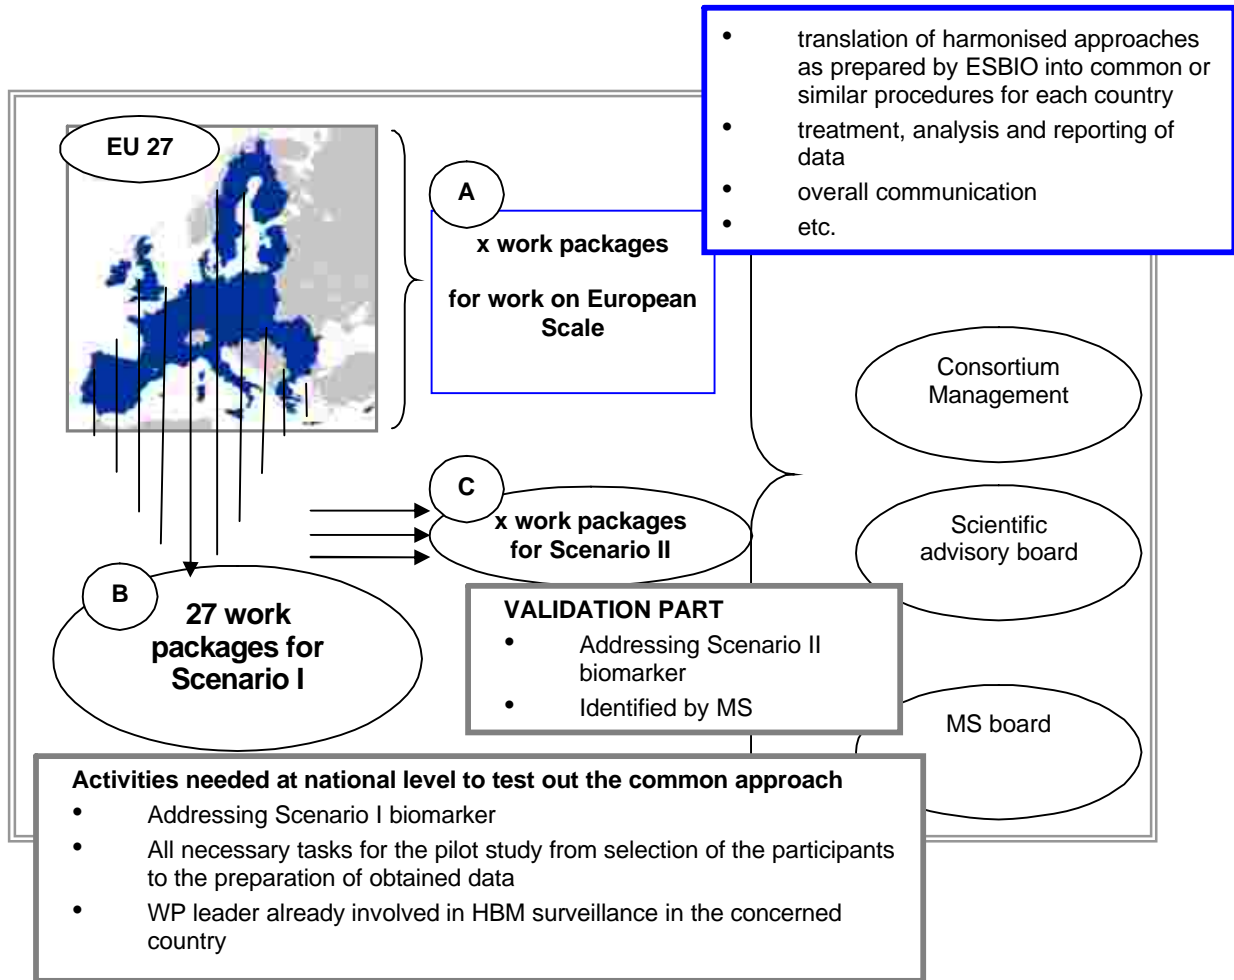 • translation of harmonised approaches
as prepared by ESBIO into common or
similar procedures for each country
• treatment, analysis and reporting of
data
• overall communication
• etc.
EU 27
A
x work packages
for work on European
Scale
Consortium
Management
C
x work packages
for Scenario II
Scientific
advisory board
B
27 work
packages for
Scenario I
VALIDATION PART
• Addressing Scenario II
biomarker
• Identified by MS
MS board
Activities needed at national level to test out the common approach
• Addressing Scenario I biomarker
• All necessary tasks for the pilot study from selection of the participants
to the preparation of obtained data
• WP leader already involved in HBM surveillance in the concerned
country